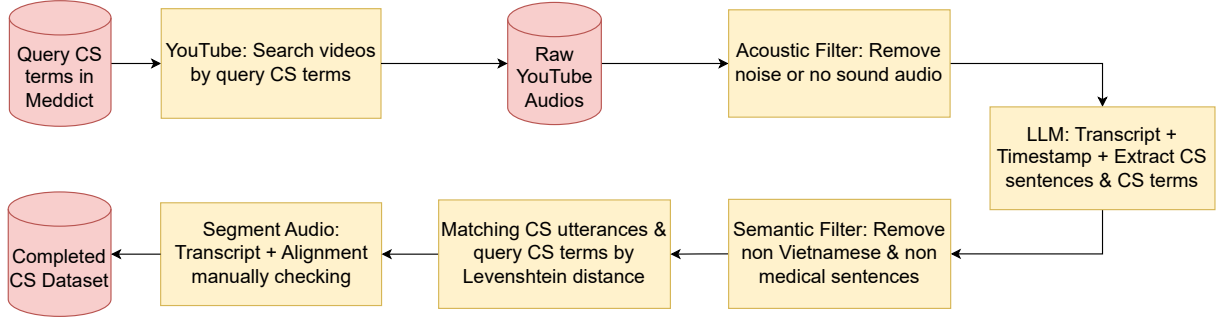 Query CS
terms in
Meddict
YouTube: Search videos
by query CS terms
Raw
YouTube
Audios
Acoustic Filter: Remove
noise or no sound audio
LLM: Transcript +
Timestamp + Extract CS
sentences & CS terms
Semantic Filter: Remove
non Vietnamese & non
medical sentences
Matching CS utterances &
query CS terms by
Levenshtein distance
Segment Audio:
Transcript + Alignment
manually checking
Completed
CS Dataset